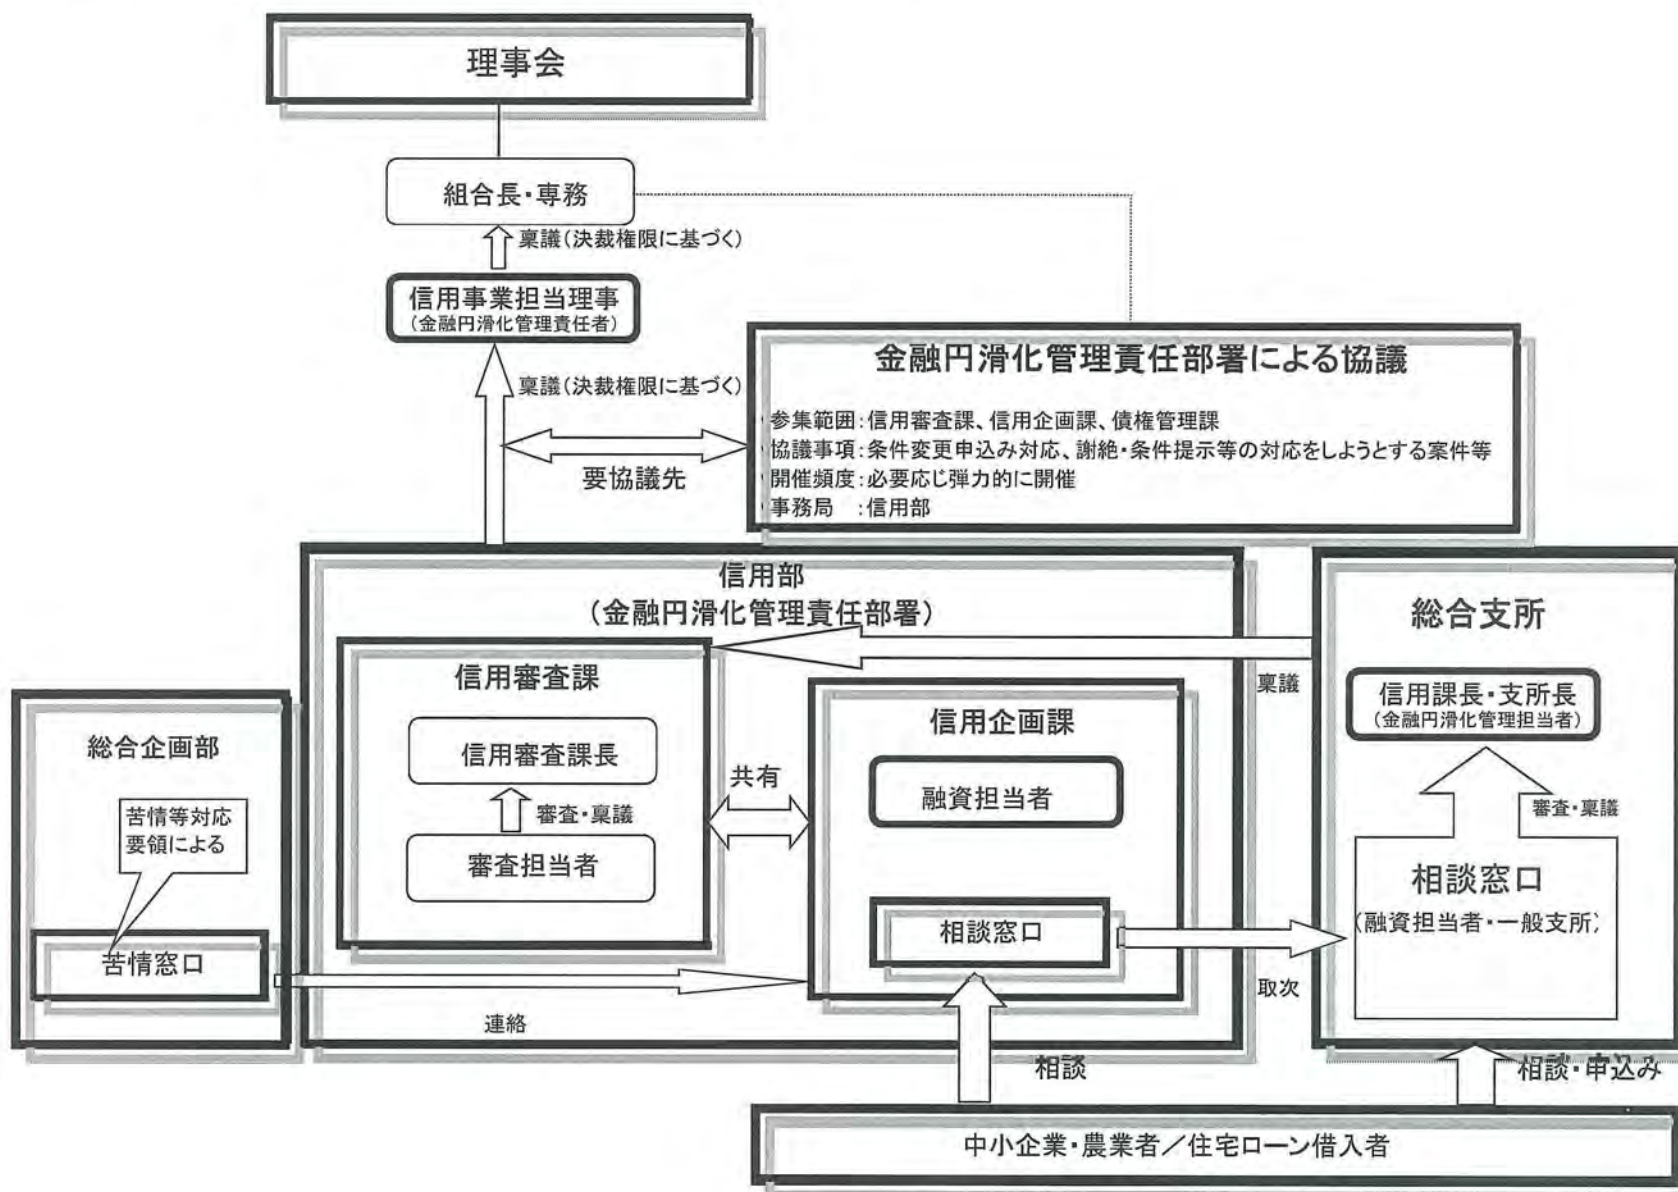 理事会
組合長・専務
稟議(決裁権限に基づく)
信用事業担当理事
(金融円滑化管理責任者)
稟議(決裁権限に基づく)
要協議先
金融円滑化管理責任部署による協議
・参集範囲:信用審査課、信用企画課、債権管理課
・協議事項:条件変更申込み対応、謝絶・条件提示等の対応をしようとする案件等
・開催頻度:必要応じ弾力的に開催
・事務局　:信用部
信用部
(金融円滑化管理責任部署)
信用審査課
信用審査課長
審査・稟議
審査担当者
共有
信用企画課
融資担当者
相談窓口
稟議
取次
総合支所
信用課長・支所長
(金融円滑化管理担当者)
審査・稟議
相談窓口
(融資担当者・一般支所)
総合企画部
苦情等対応
要領による
苦情窓口
連絡
相談
相談・申込み
中小企業・農業者/住宅ローン借入者